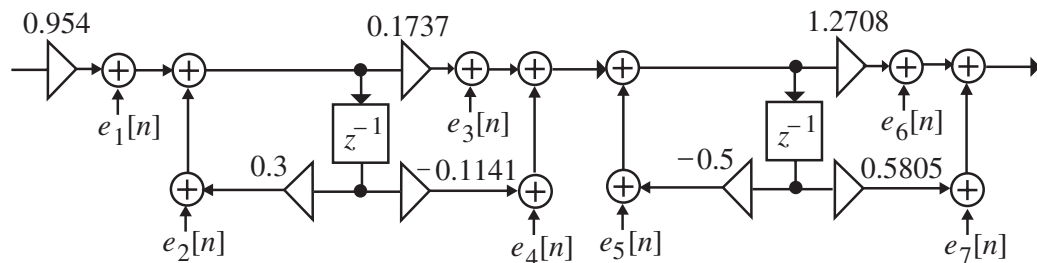 0.954
0.1737
1.2708
e₁[n]
z⁻¹
e₃[n]
z⁻¹
e₆[n]
0.3
−0.1141
−0.5
0.5805
e₂[n]
e₄[n]
e₅[n]
e₇[n]